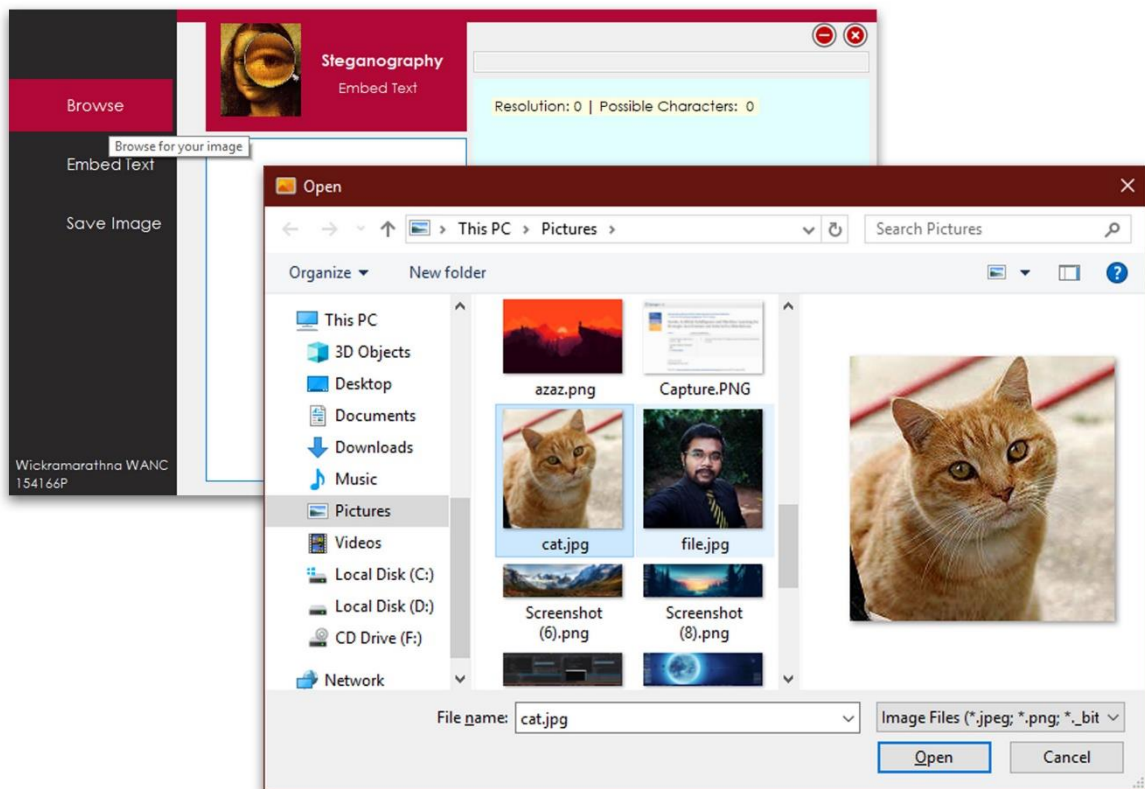 Steganography
Embed Text
Browse
Browse for your image
Embed Text
Save Image
Resolution: 0 | Possible Characters: 0
Wickramarathna WANC
154166P
Open
This PC > Pictures >
Search Pictures
Organize
New folder
This PC
3D Objects
Desktop
Documents
Downloads
Music
Pictures
Videos
Local Disk (C:)
Local Disk (D:)
CD Drive (F:)
Network
azaz.png
Capture.PNG
cat.jpg
file.jpg
Screenshot
(6).png
Screenshot
(8).png
File name: cat.jpg
Image Files (*.jpeg; *.png; *._bit
Open
Cancel